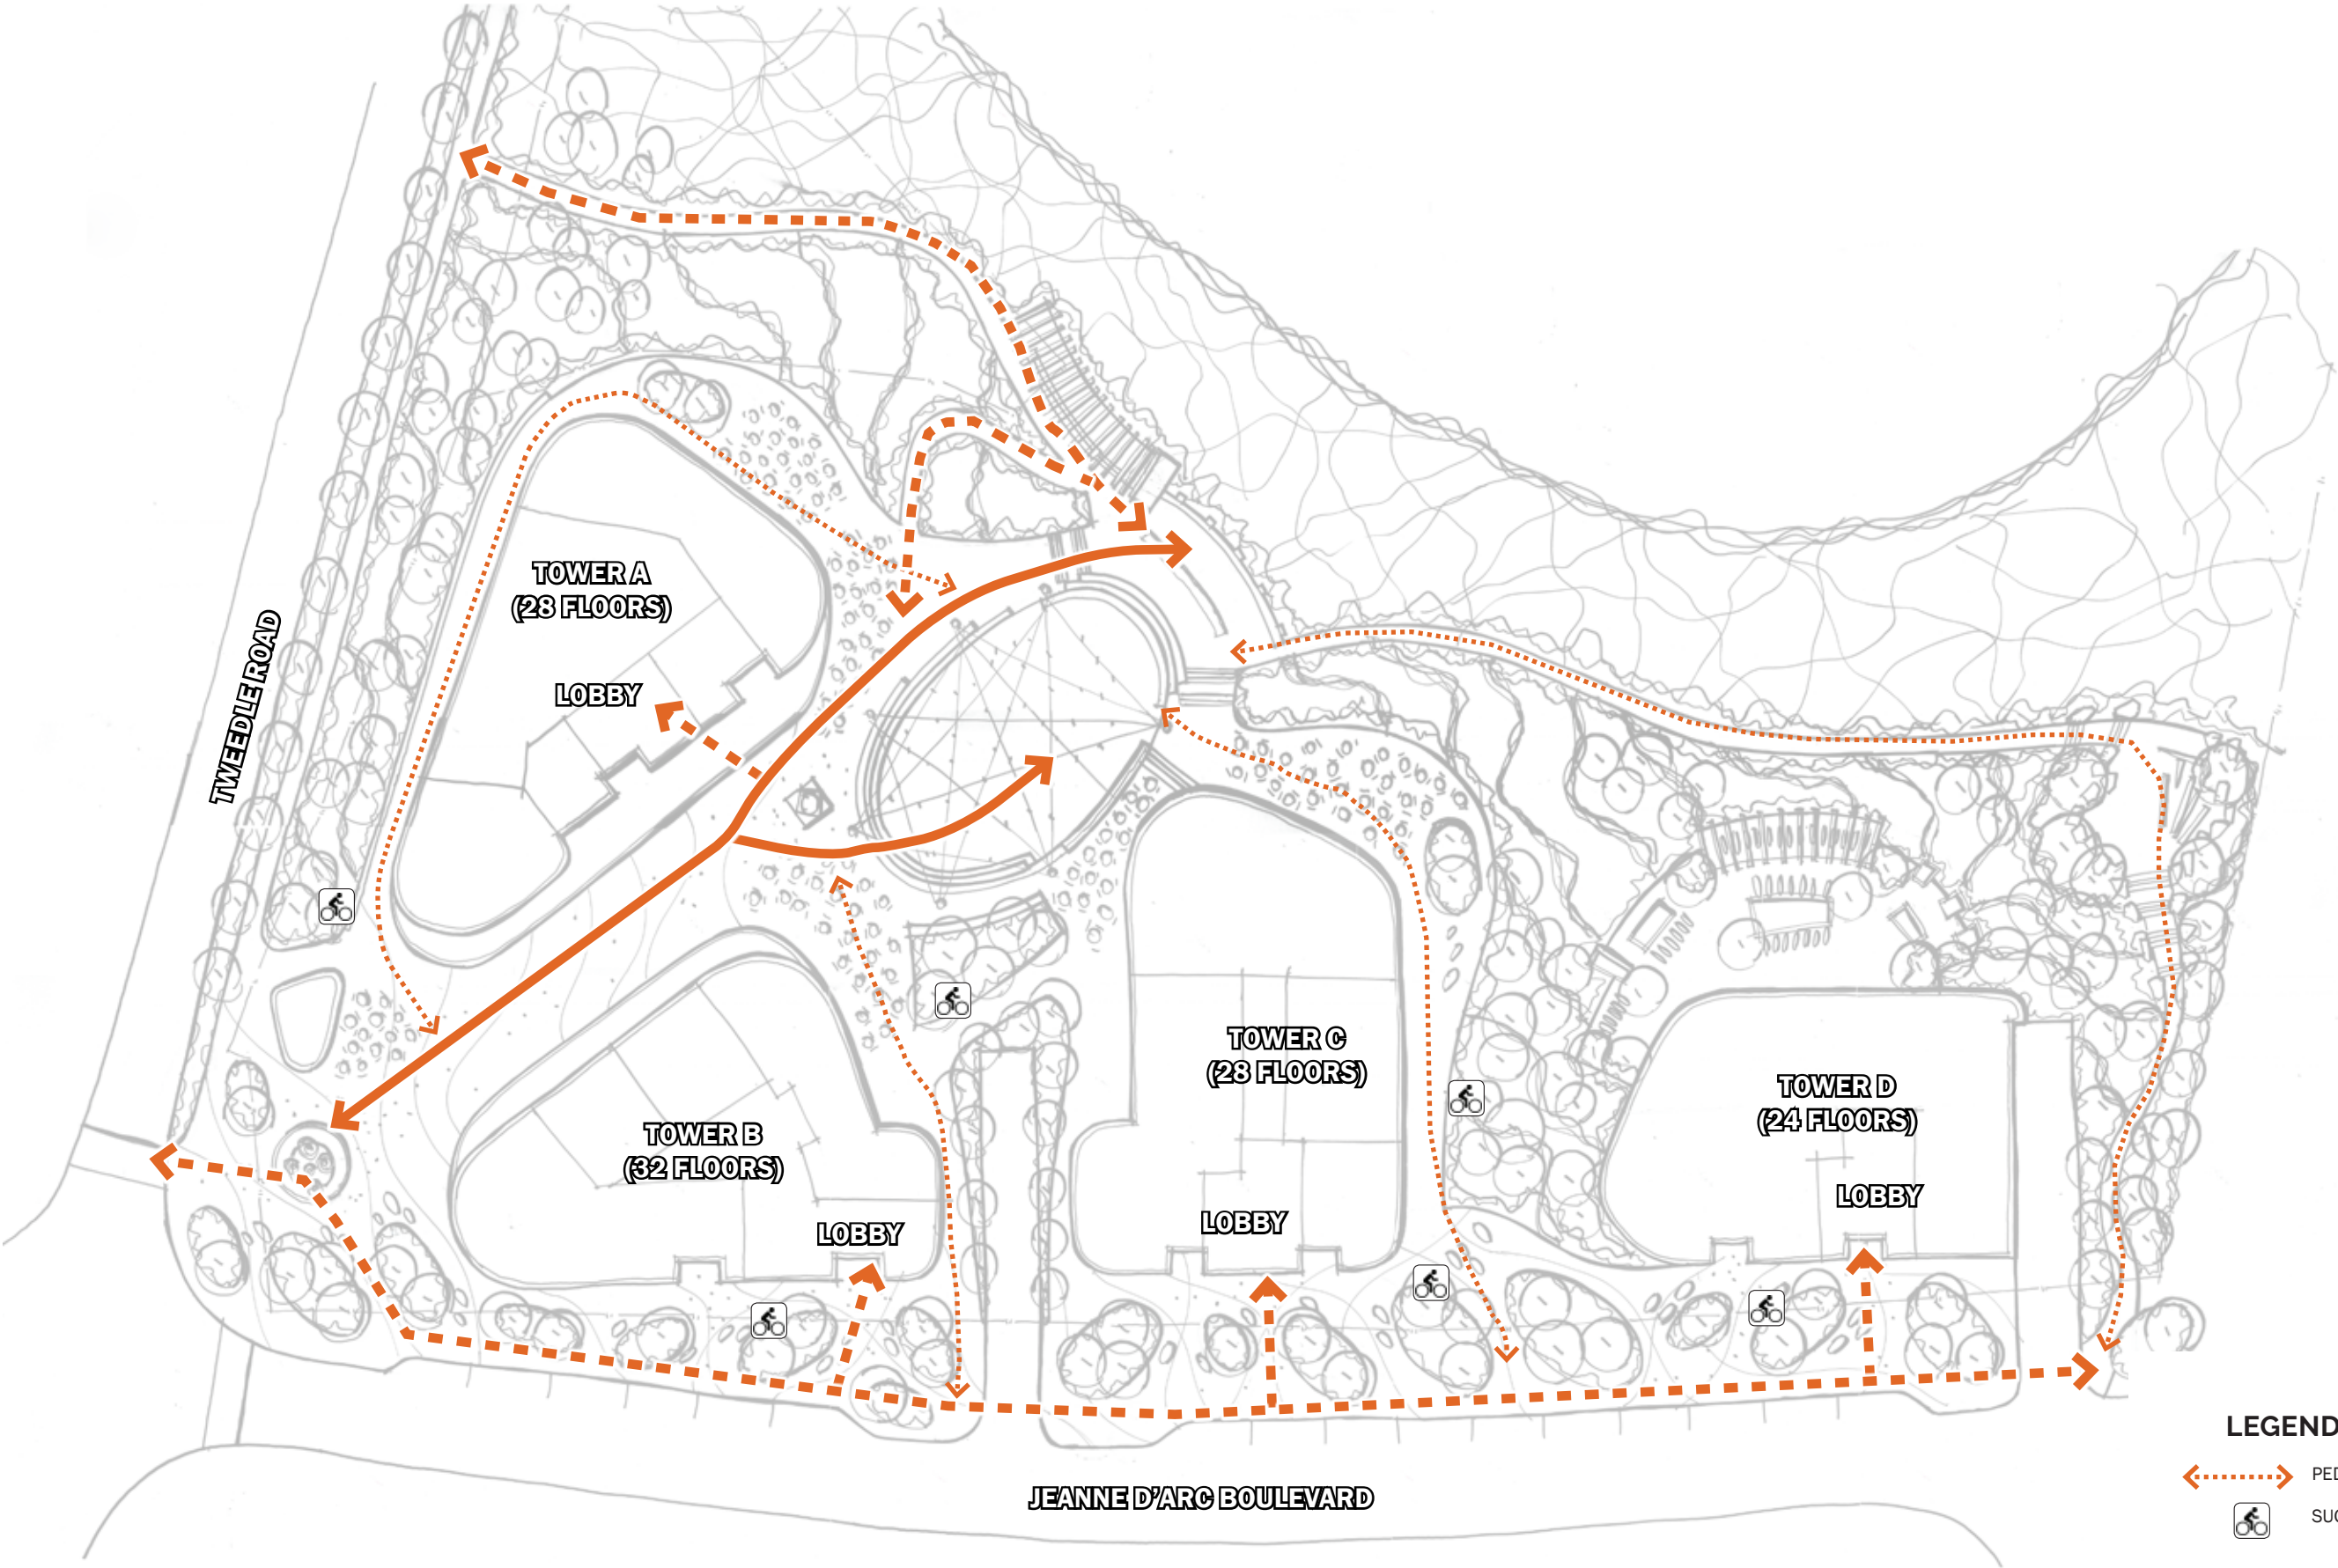 TOWER A
(28 FLOORS)
LOBBY
TWEEDLE ROAD
TOWER B
(32 FLOORS)
LOBBY
TOWER C
(28 FLOORS)
LOBBY
TOWER D
(24 FLOORS)
LOBBY
JEANNE D'ARC BOULEVARD
LEGEND